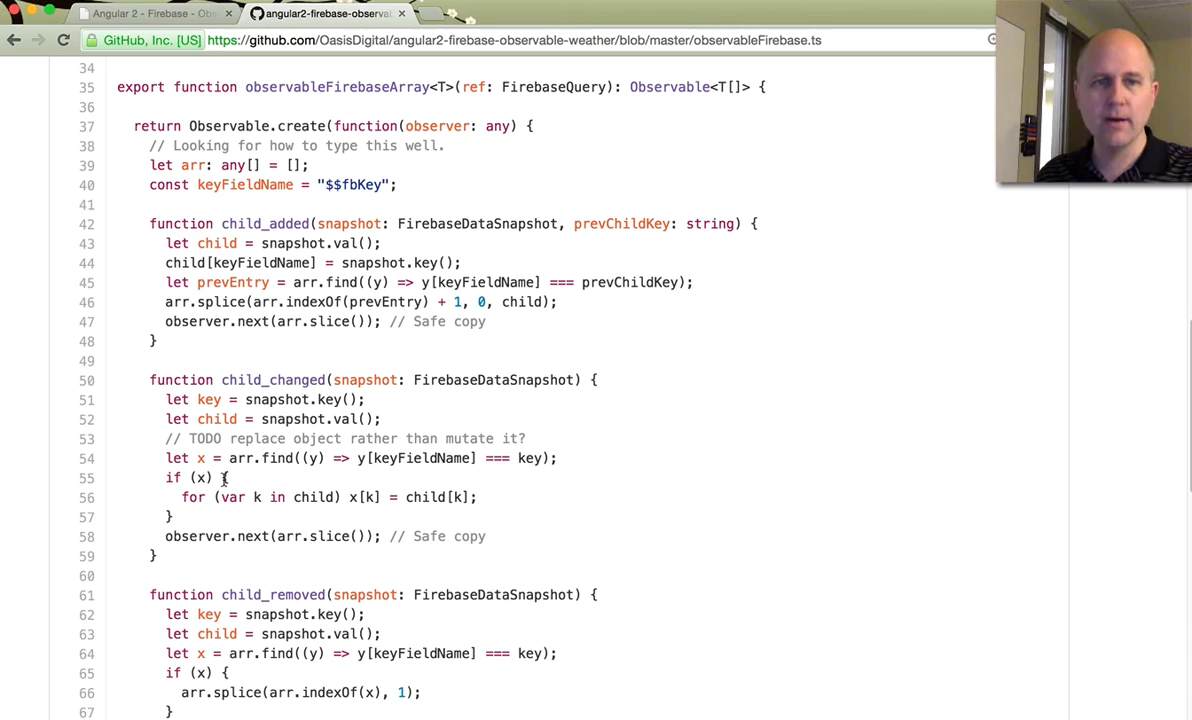 Angular 2 - Firebase - Obs
angular2-firebase-observab
GitHub, Inc. [US]
https://github.com/OasisDigital/angular2-firebase-observable-weather/blob/master/observableFirebase.ts
34
35 export function observableFirebaseArray<T>(ref: FirebaseQuery): Observable<T[]> {
36
37 return Observable.create(function(observer: any) {
38 // Looking for how to type this well.
39 let arr: any[] = [];
40 const keyFieldName = "$$fbKey";
41
42 function child_added(snapshot: FirebaseDataSnapshot, prevChildKey: string) {
43 let child = snapshot.val();
44 child[keyFieldName] = snapshot.key();
45 let prevEntry = arr.find((y) => y[keyFieldName] === prevChildKey);
46 arr.splice(arr.indexOf(prevEntry) + 1, 0, child);
47 observer.next(arr.slice()); // Safe copy
48 }
49
50 function child_changed(snapshot: FirebaseDataSnapshot) {
51 let key = snapshot.key();
52 let child = snapshot.val();
53 // TODO replace object rather than mutate it?
54 let x = arr.find((y) => y[keyFieldName] === key);
55 if (x) {
56 for (var k in child) x[k] = child[k];
57 }
58 observer.next(arr.slice()); // Safe copy
59 }
60
61 function child_removed(snapshot: FirebaseDataSnapshot) {
62 let key = snapshot.key();
63 let child = snapshot.val();
64 let x = arr.find((y) => y[keyFieldName] === key);
65 if (x) {
66 arr.splice(arr.indexOf(x), 1);
67 }